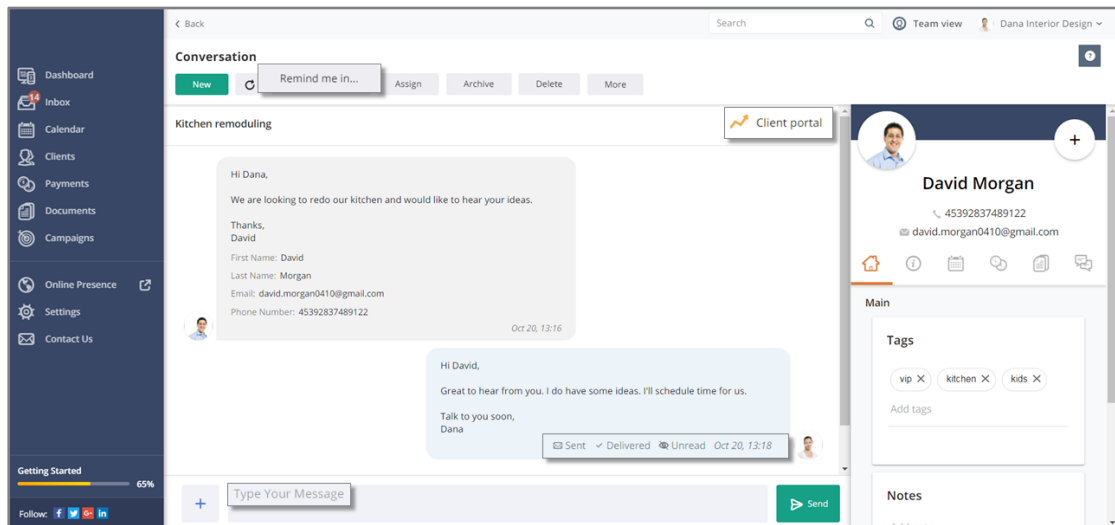 Back
Search
Team view
Dana Interior Design
Conversation
New
Remind me in...
Assign
Archive
Delete
More
?
Dashboard
14
Inbox
Calendar
Clients
Payments
Documents
Campaigns
Online Presence
Settings
Contact Us
Getting Started
65%
Follow:
Kitchen remoduling
Client portal
Hi Dana,
We are looking to redo our kitchen and would like to hear your ideas.
Thanks,
David
First Name: David
Last Name: Morgan
Email: david.morgan0410@gmail.com
Phone Number: 45392837489122
Oct 20, 13:16
Hi David,
Great to hear from you. I do have some ideas. I'll schedule time for us.
Talk to you soon,
Dana
Sent Delivered Unread Oct 20, 13:18
+
Type Your Message
Send
+
David Morgan
45392837489122
david.morgan0410@gmail.com
Main
Tags
vip X
kitchen X
kids X
Add tags
Notes